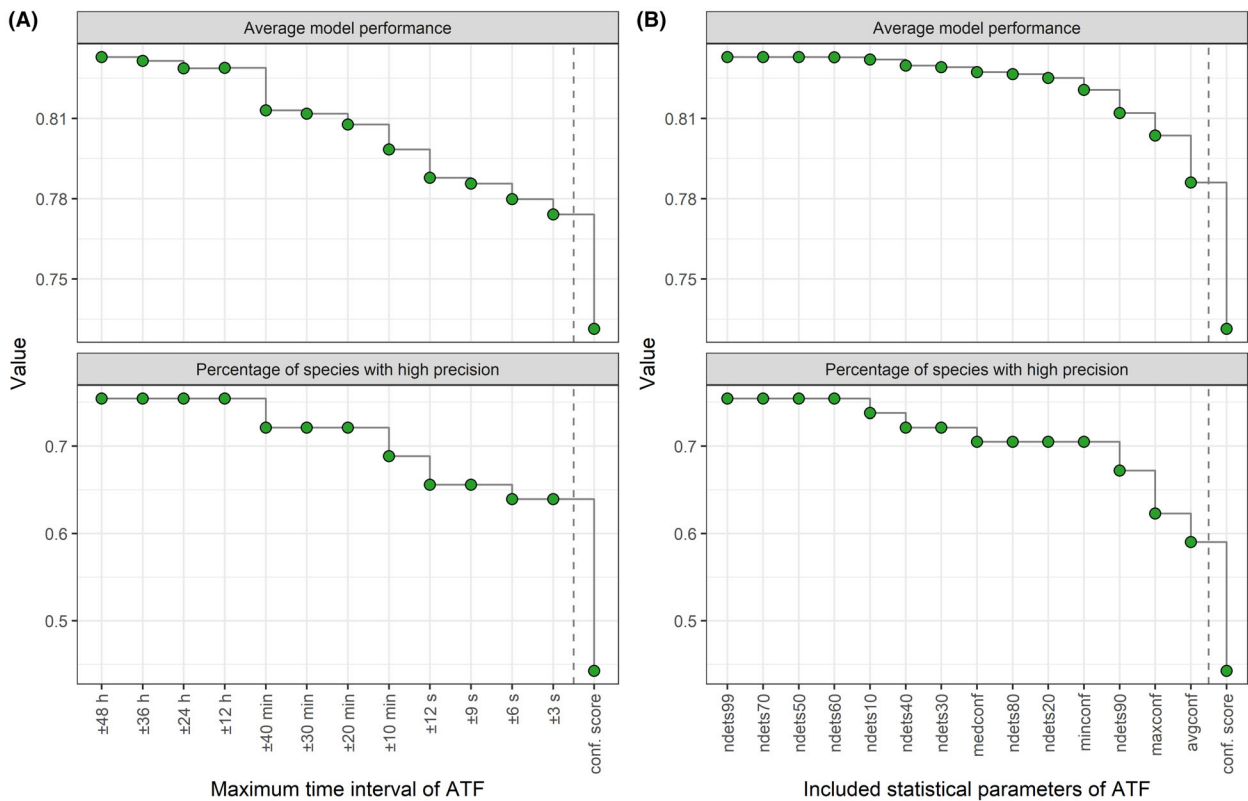 (A)
Average model performance
0.81
0.78
0.75
Percentage of species with high precision
0.7
0.6
0.5
Value
±48 h
±36 h
±24 h
±12 h
±40 min
±30 min
±20 min
±10 min
±12 s
±9 s
±6 s
±3 s
conf. score
Maximum time interval of ATF
(B)
Average model performance
0.81
0.78
0.75
Percentage of species with high precision
0.7
0.6
0.5
Value
ndets99
ndets70
ndets50
ndets60
ndets10
ndets40
ndets30
medconf
ndets80
ndets20
minconf
ndets90
maxconf
avgconf
conf. score
Included statistical parameters of ATF